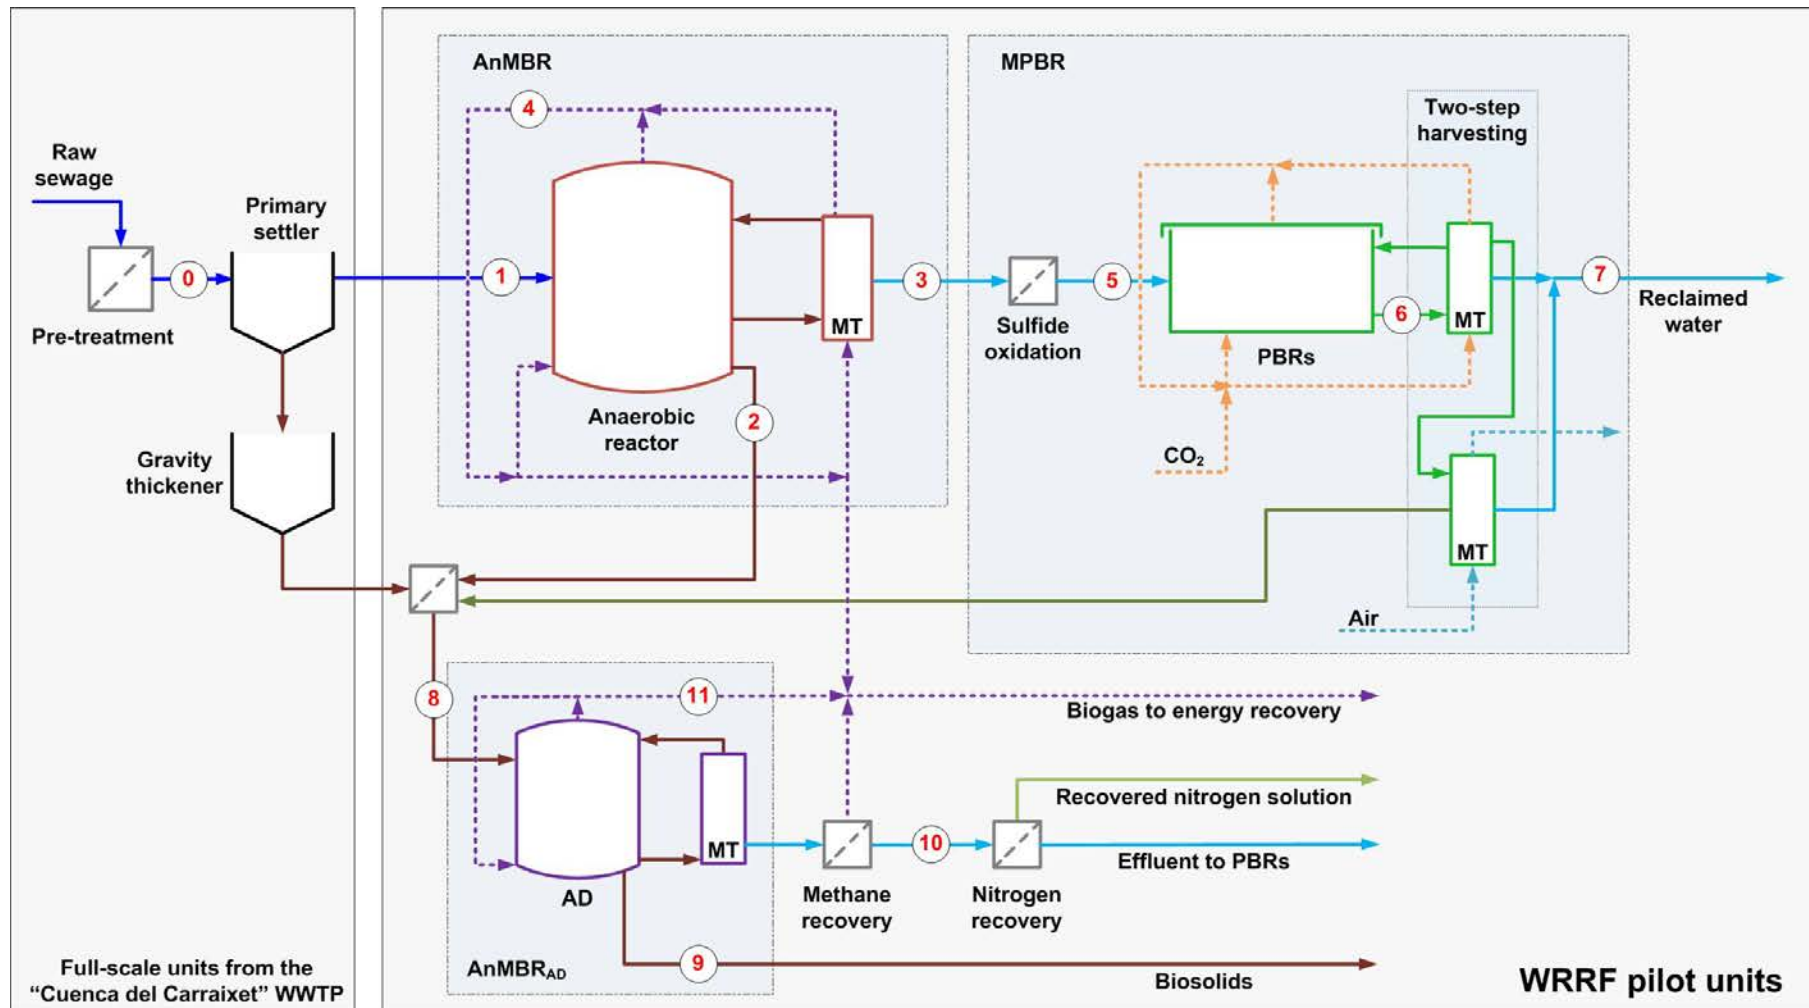 AnMBR
MPBR
4
Two-step
harvesting
Raw
sewage
Primary
settler
0
1
MT
3
5
6
MT
7
Pre-treatment
Sulfide
oxidation
PBRs
Reclaimed
water
Anaerobic
reactor
2
Gravity
thickener
CO₂
MT
Air
8
11
Biogas to energy recovery
Recovered nitrogen solution
MT
10
Effluent to PBRs
AD
Methane
recovery
Nitrogen
recovery
AnMBR_AD
9
Biosolids
Full-scale units from the
“Cuenca del Carraixet” WWTP
WRRF pilot units